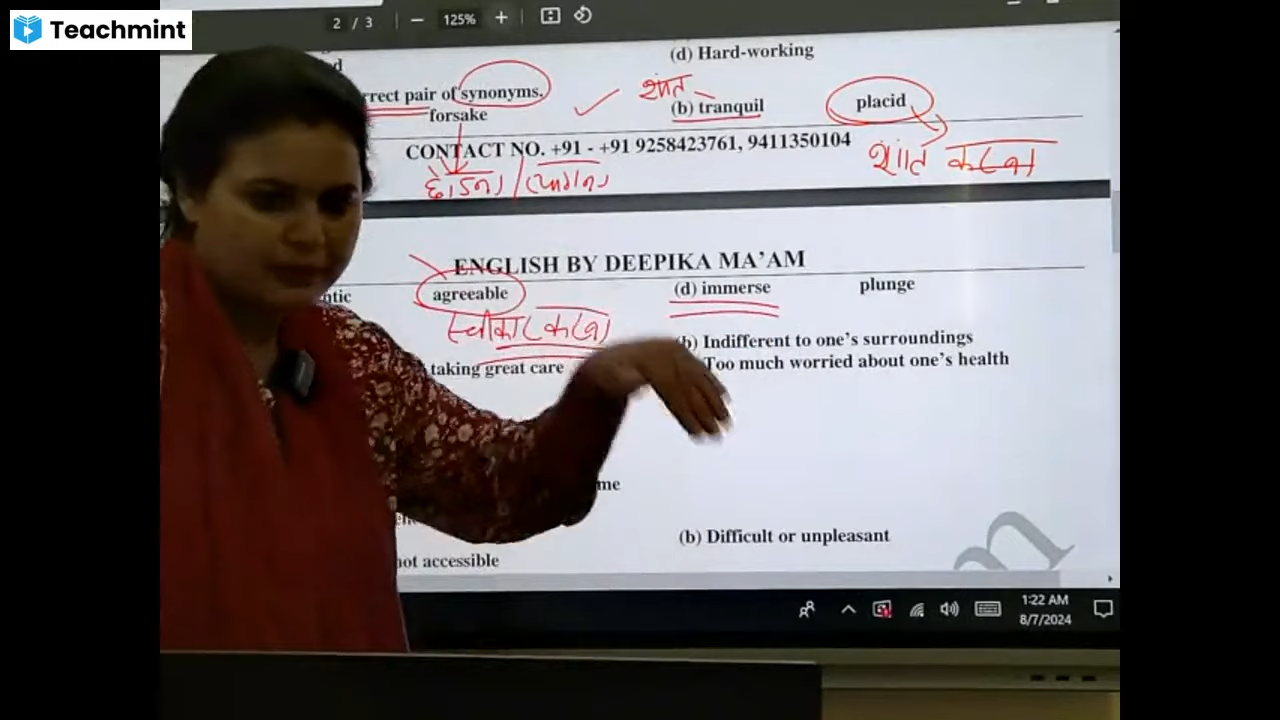 Teachmint
2 / 3
125%
(d) Hard-working
rrect pair of synonyms.
शांत
forsake
(b) tranquil
placid
CONTACT NO. +91 - +91 9258423761, 9411350104
शांत करना
छोड़ना / त्यागना
ENGLISH BY DEEPIKA MA’AM
agreeable
(d) immerse
plunge
स्वीकार करना
(b) Indifferent to one’s surroundings
taking great care
Too much worried about one’s health
(b) Difficult or unpleasant
not accessible
1:22 AM
8/7/2024